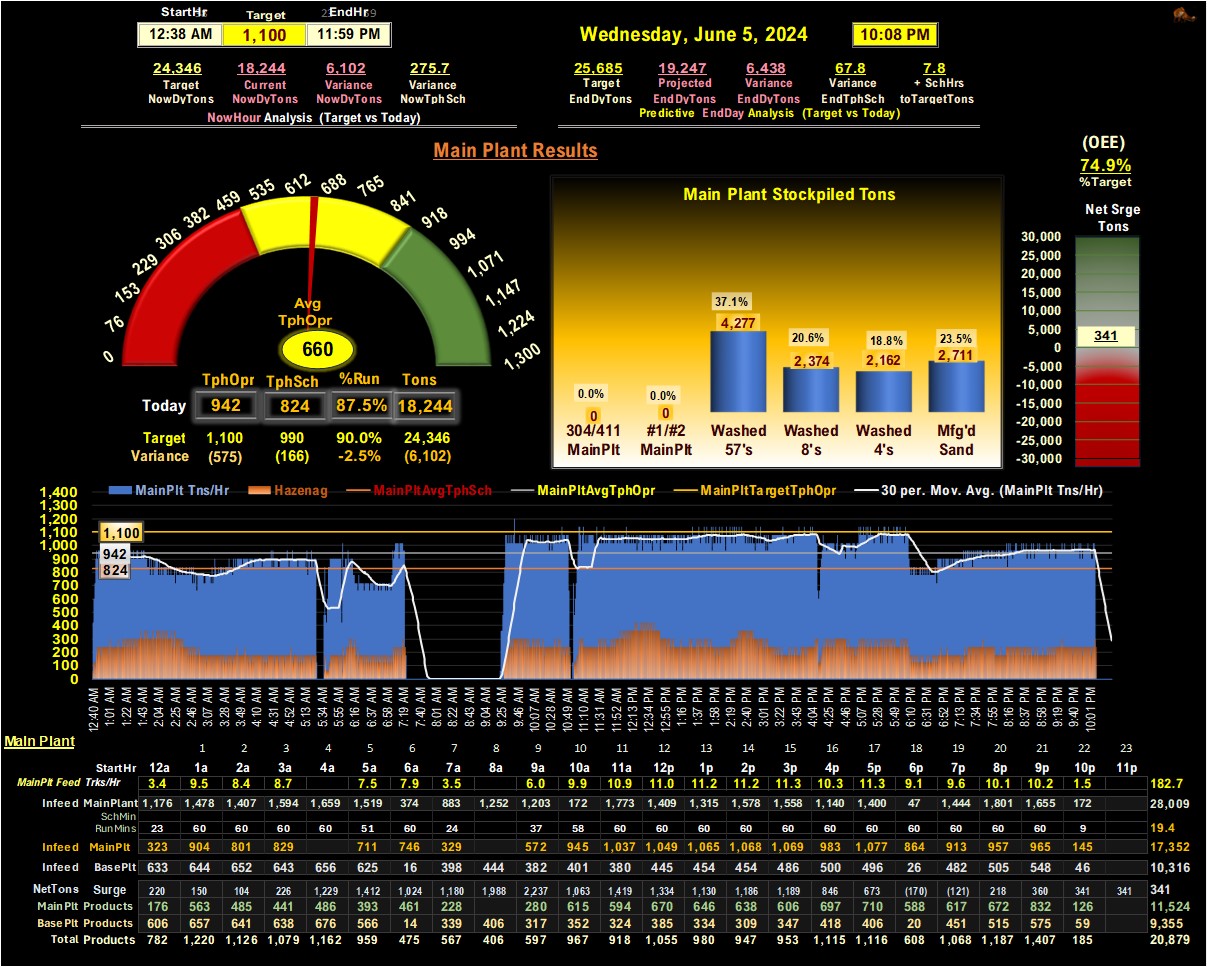 StartHr Target EndHr
12:38 AM 1,100 11:59 PM
Wednesday, June 5, 2024 10:08 PM
24,346 18,244 6,102 275.7
Target Current Variance Variance
NowDyTons NowDyTons NowDyTons NowTphSch
NowHour Analysis (Target vs Today)
25,685 19,247 6,438 67.8 7.8
Target Projected Variance Variance + SchHrs
EndDyTons EndDyTons EndDyTons EndTphSch toTargetTons
Predictive EndDay Analysis (Target vs Today)
Main Plant Results
(OEE)
74.9%
%Target
0 76 153 229 306 382 459 535 612 688 765 841 918 994 1,071 1,147 1,224 1,300
Avg
TphOpr
660
TphOpr TphSch %Run Tons
Today 942 824 87.5% 18,244
Target 1,100 990 90.0% 24,346
Variance (575) (166) -2.5% (6,102)
Main Plant Stockpiled Tons
37.1%
4,277
20.6%
2,374
18.8%
2,162
23.5%
2,711
0.0%
0
0.0%
0
304/411 #1/#2 Washed Washed Washed Mfg'd
MainPlt MainPlt 57's 8's 4's Sand
Net Srge
Tons
30,000
25,000
20,000
15,000
10,000
5,000
341
0
-5,000
-10,000
-15,000
-20,000
-25,000
-30,000
MainPlt Tns/Hr Hazenag MainPltAvgTphSch MainPltAvgTphOpr MainPltTargetTphOpr 30 per. Mov. Avg. (MainPlt Tns/Hr)
1,400
1,300
1,200
1,100
1,000
900
800
700
600
500
400
300
200
100
0
1,100
942
824
12:40 AM 1:01 AM 1:22 AM 1:43 AM 2:04 AM 2:25 AM 2:46 AM 3:07 AM 3:28 AM 3:49 AM 4:10 AM 4:31 AM 4:52 AM 5:13 AM 5:34 AM 5:55 AM 6:16 AM 6:37 AM 6:58 AM 7:19 AM 7:40 AM 8:01 AM 8:22 AM 8:43 AM 9:04 AM 9:25 AM 9:46 AM 10:07 AM 10:28 AM 10:49 AM 11:10 AM 11:31 AM 11:52 AM 12:13 PM 12:34 PM 12:55 PM 1:16 PM 1:37 PM 1:58 PM 2:19 PM 2:40 PM 3:01 PM 3:22 PM 3:43 PM 4:04 PM 4:25 PM 4:46 PM 5:07 PM 5:28 PM 5:49 PM 6:10 PM 6:31 PM 6:52 PM 7:13 PM 7:34 PM 7:55 PM 8:16 PM 8:37 PM 8:58 PM 9:19 PM 9:40 PM 10:01 PM
Main Plant
1 2 3 4 5 6 7 8 9 10 11 12 13 14 15 16 17 18 19 20 21 22 23
StartHr 12a 1a 2a 3a 4a 5a 6a 7a 8a 9a 10a 11a 12p 1p 2p 3p 4p 5p 6p 7p 8p 9p 10p 11p
MainPlt Feed Trks/Hr 3.4 9.5 8.4 8.7 7.5 7.9 3.5 6.0 9.9 10.9 11.0 11.2 11.2 11.3 10.3 11.3 9.1 9.6 10.1 10.2 1.5 182.7
Infeed MainPlant 1,176 1,478 1,407 1,594 1,659 1,519 374 883 1,252 1,203 172 1,773 1,409 1,315 1,578 1,558 1,140 1,400 47 1,444 1,801 1,655 172 28,009
SchMin
RunMins 23 60 60 60 60 51 60 24 37 58 60 60 60 60 60 60 60 60 60 60 60 9 19.4
Infeed MainPlt 323 904 801 829 711 746 329 572 945 1,037 1,049 1,065 1,068 1,069 983 1,077 864 913 957 965 145 17,352
Infeed BasePlt 633 644 652 643 656 625 16 398 444 382 401 380 445 454 454 486 500 496 26 482 505 548 46 10,316
NetTons Surge 220 150 104 226 1,229 1,412 1,024 1,180 1,988 2,237 1,063 1,419 1,334 1,130 1,186 1,189 846 673 (170) (121) 218 360 341 341 341
MainPlt Products 176 563 485 441 486 393 461 228 280 615 594 670 646 638 606 697 710 588 617 672 832 126 11,524
BasePlt Products 606 657 641 638 676 566 14 339 406 317 352 324 385 334 309 347 418 406 20 451 515 575 59 9,355
Total Products 782 1,220 1,126 1,079 1,162 959 475 567 406 597 967 918 1,055 980 947 953 1,115 1,116 608 1,068 1,187 1,407 185 20,879